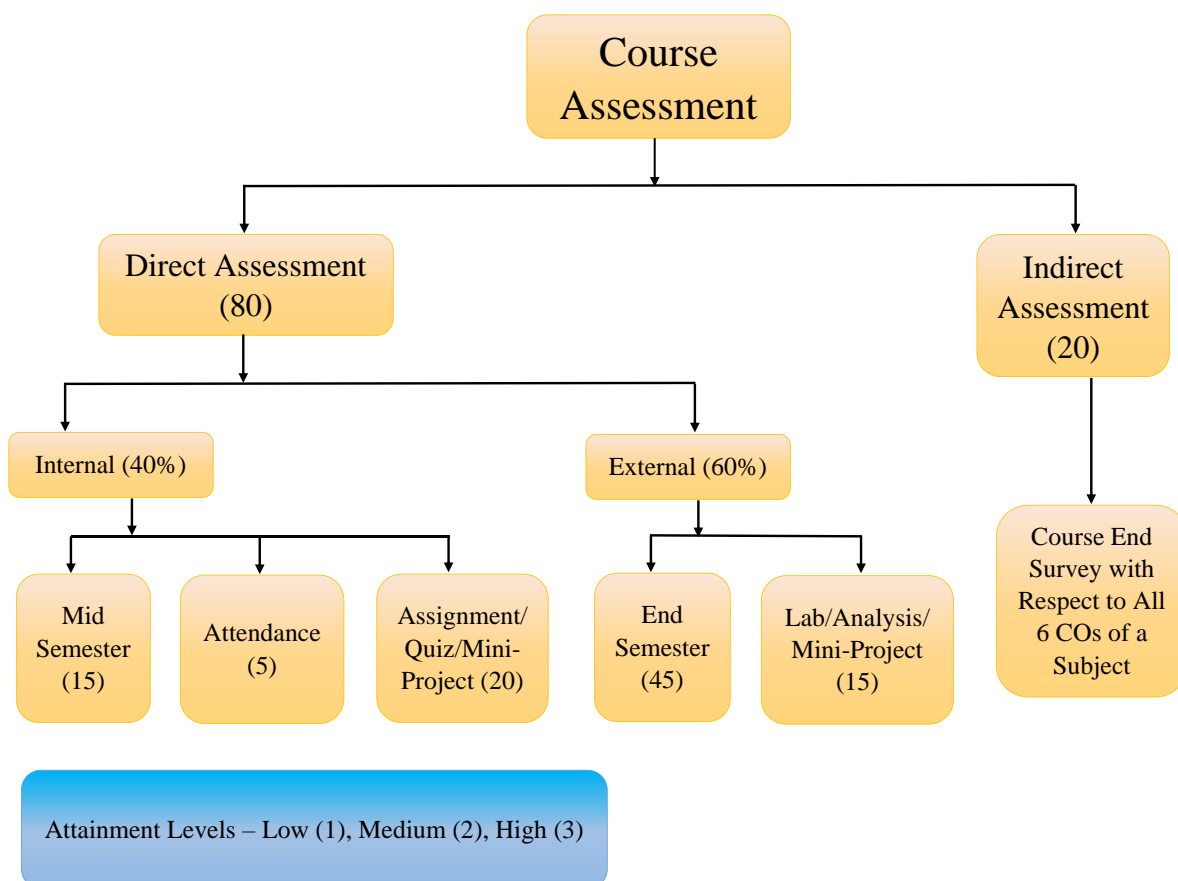 Course
Assessment
Direct Assessment
(80)
Indirect
Assessment
(20)
Internal (40%)
External (60%)
Mid
Semester
(15)
Attendance
(5)
Assignment/
Quiz/Mini-
Project (20)
End
Semester
(45)
Lab/Analysis/
Mini-Project
(15)
Course End
Survey with
Respect to All
6 COs of a
Subject
Attainment Levels – Low (1), Medium (2), High (3)